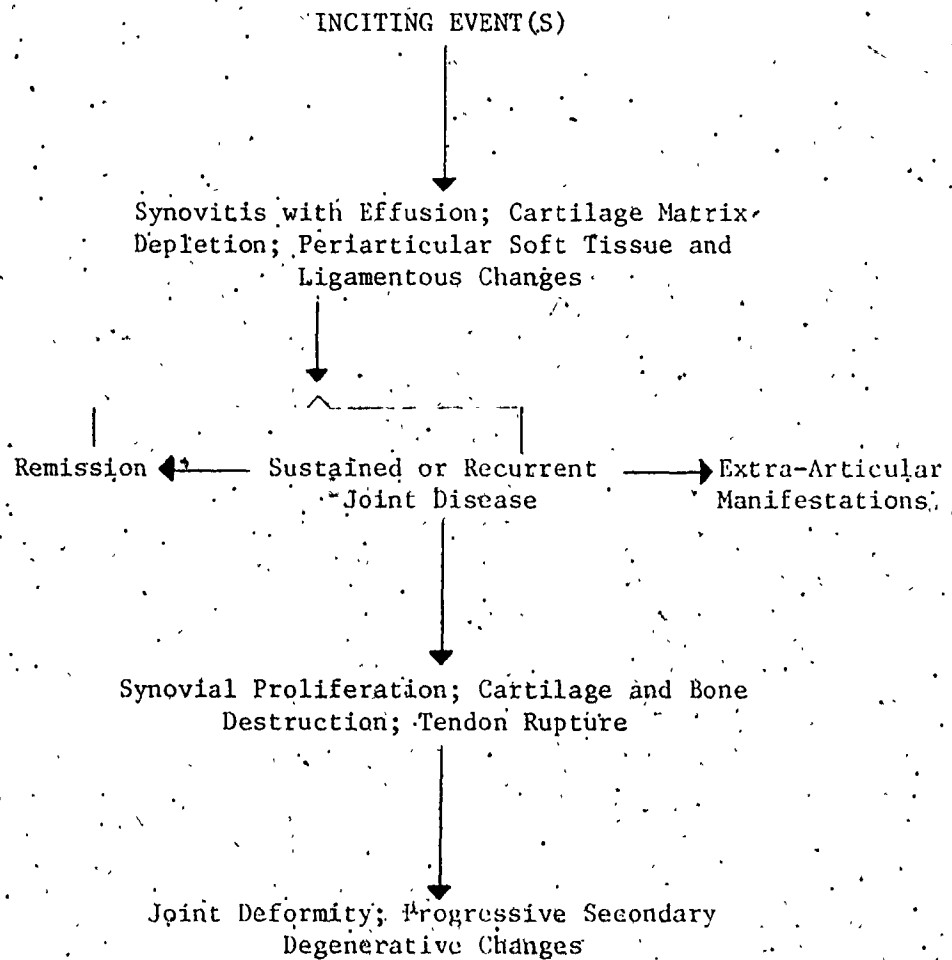 INCITING EVENT(S)
Synovitis with Effusion; Cartilage Matrix
Depletion; Periarticular Soft Tissue and
Ligamentous Changes
Remission
Sustained or Recurrent
Joint Disease
Extra-Articular
Manifestations
Synovial Proliferation; Cartilage and Bone
Destruction; Tendon Rupture
Joint Deformity; Progressive Secondary
Degenerative Changes